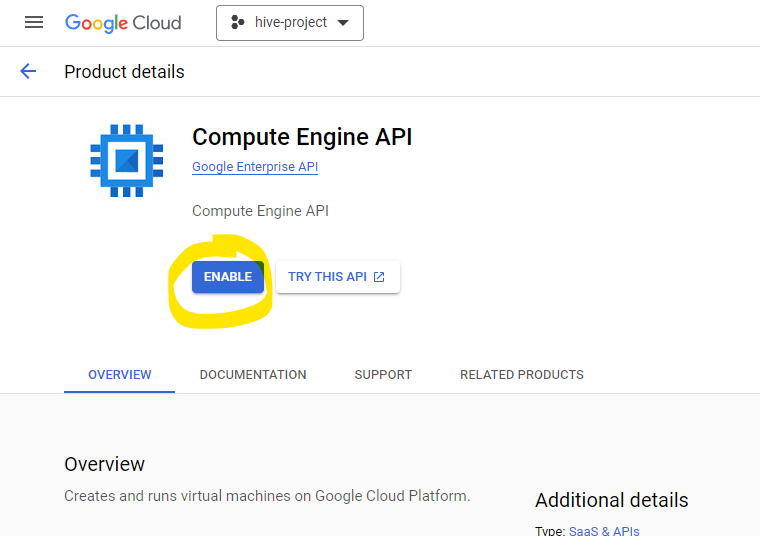 Google Cloud
hive-project
Product details
Compute Engine API
Google Enterprise API
Compute Engine API
ENABLE
TRY THIS API
OVERVIEW
DOCUMENTATION
SUPPORT
RELATED PRODUCTS
Overview
Creates and runs virtual machines on Google Cloud Platform.
Additional details
Type: SaaS & APIs